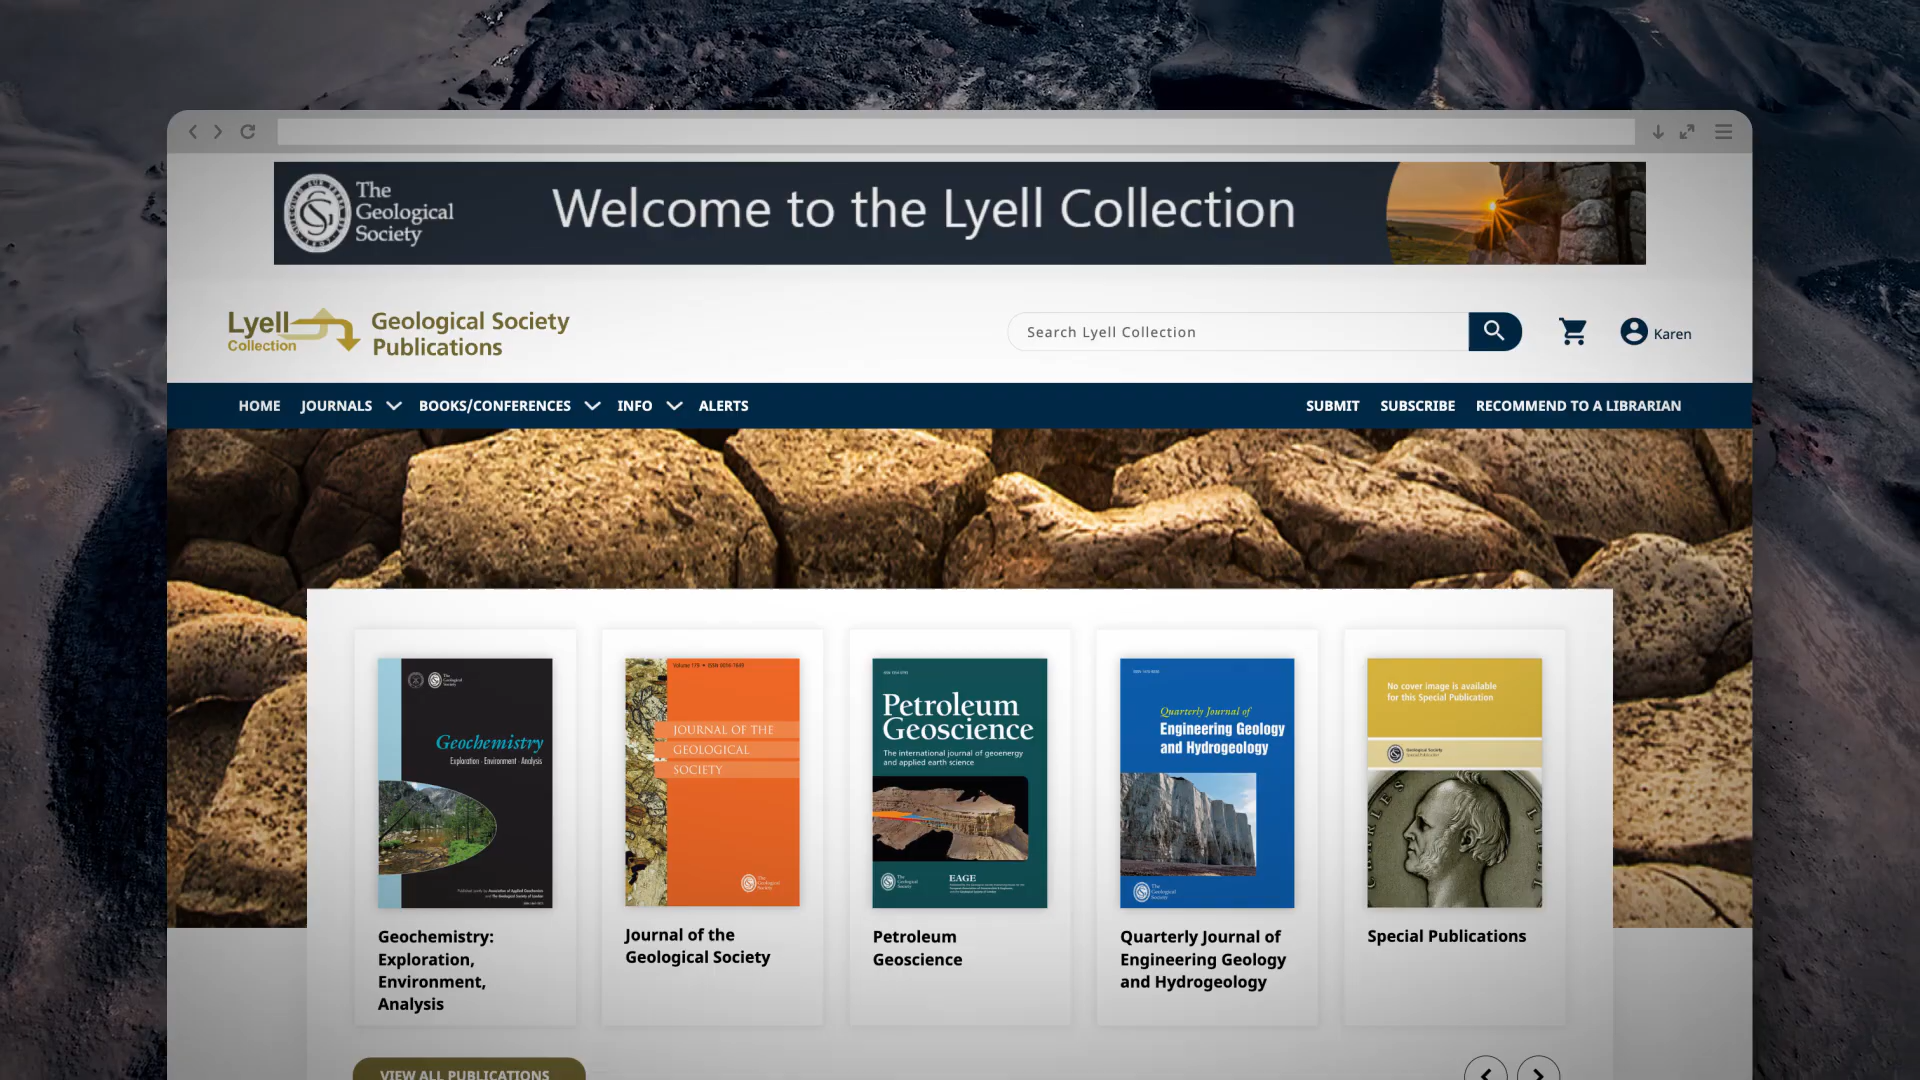 The
Geological
Society
Welcome to the Lyell Collection
Lyell
Collection
Geological Society
Publications
Search Lyell Collection
Karen
HOME JOURNALS BOOKS/CONFERENCES INFO ALERTS
SUBMIT SUBSCRIBE RECOMMEND TO A LIBRARIAN
Geochemistry
Exploration · Environment · Analysis
Geochemistry:
Exploration,
Environment,
Analysis
JOURNAL OF THE
GEOLOGICAL
SOCIETY
Journal of the
Geological Society
Petroleum
Geoscience
The international journal of geoenergy
and applied earth science
EAGE
Petroleum
Geoscience
Quarterly Journal of
Engineering Geology
and Hydrogeology
Quarterly Journal of
Engineering Geology
and Hydrogeology
No cover image is available
for this Special Publication
Special Publications
VIEW ALL PUBLICATIONS